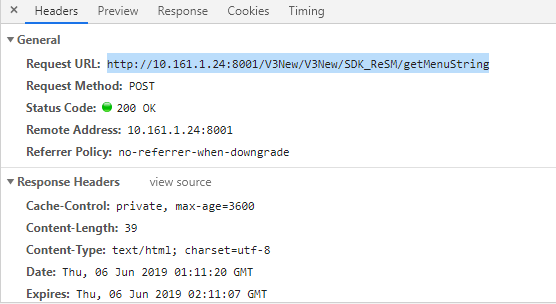 Headers Preview Response Cookies Timing
General
Request URL: http://10.161.1.24:8001/V3New/V3New/SDK_ReSM/getMenuString
Request Method: POST
Status Code: 200 OK
Remote Address: 10.161.1.24:8001
Referrer Policy: no-referrer-when-downgrade
Response Headers view source
Cache-Control: private, max-age=3600
Content-Length: 39
Content-Type: text/html; charset=utf-8
Date: Thu, 06 Jun 2019 01:11:20 GMT
Expires: Thu, 06 Jun 2019 02:11:07 GMT